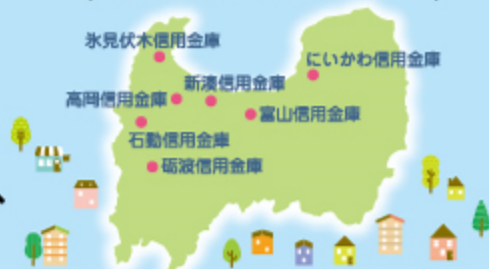 氷見伏木信用金庫
にいかわ信用金庫
新湊信用金庫
高岡信用金庫
富山信用金庫
石動信用金庫
砺波信用金庫